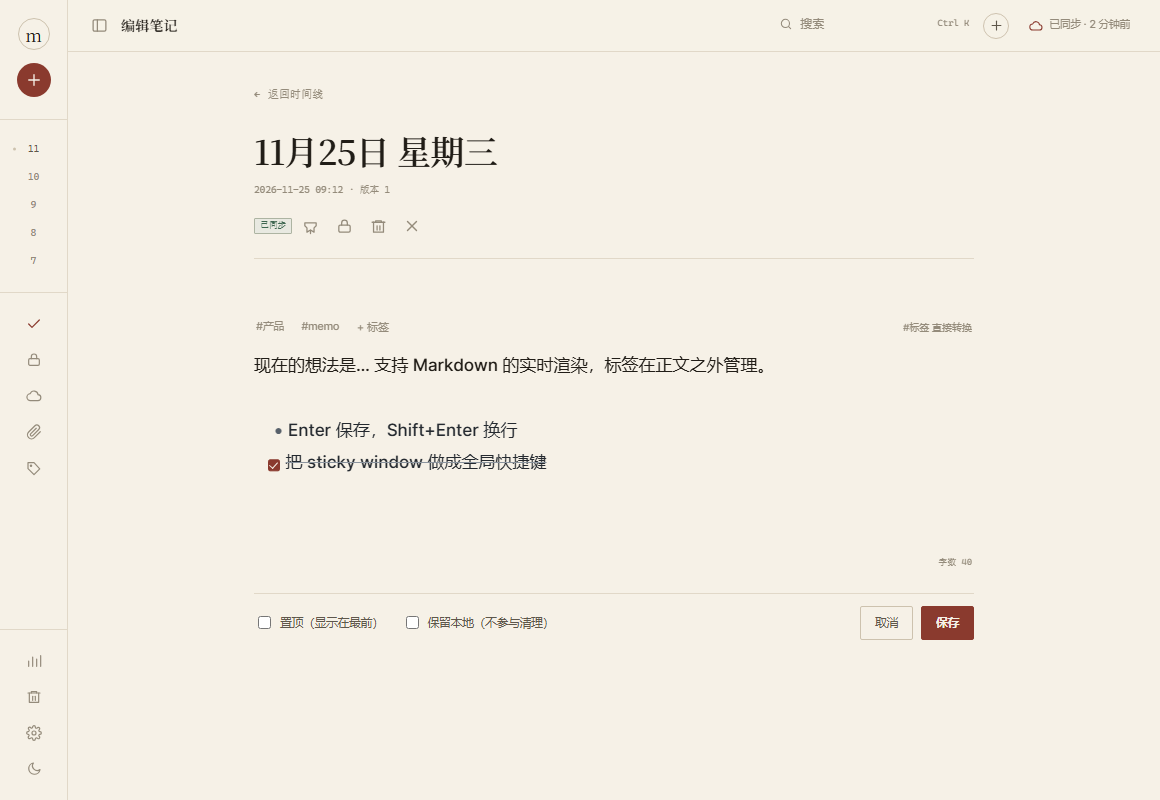 m
编辑笔记
搜索
Ctrl K
已同步 · 2 分钟前
11
10
9
8
7
← 返回时间线
11月25日 星期三
2026-11-25 09:12 · 版本 1
已同步
#产品 #memo + 标签
#标签 直接转换
现在的想法是... 支持 Markdown 的实时渲染，标签在正文之外管理。
• Enter 保存，Shift+Enter 换行
把 sticky window 做成全局快捷键
字数 40
置顶（显示在最前） 保留本地（不参与清理）
取消
保存